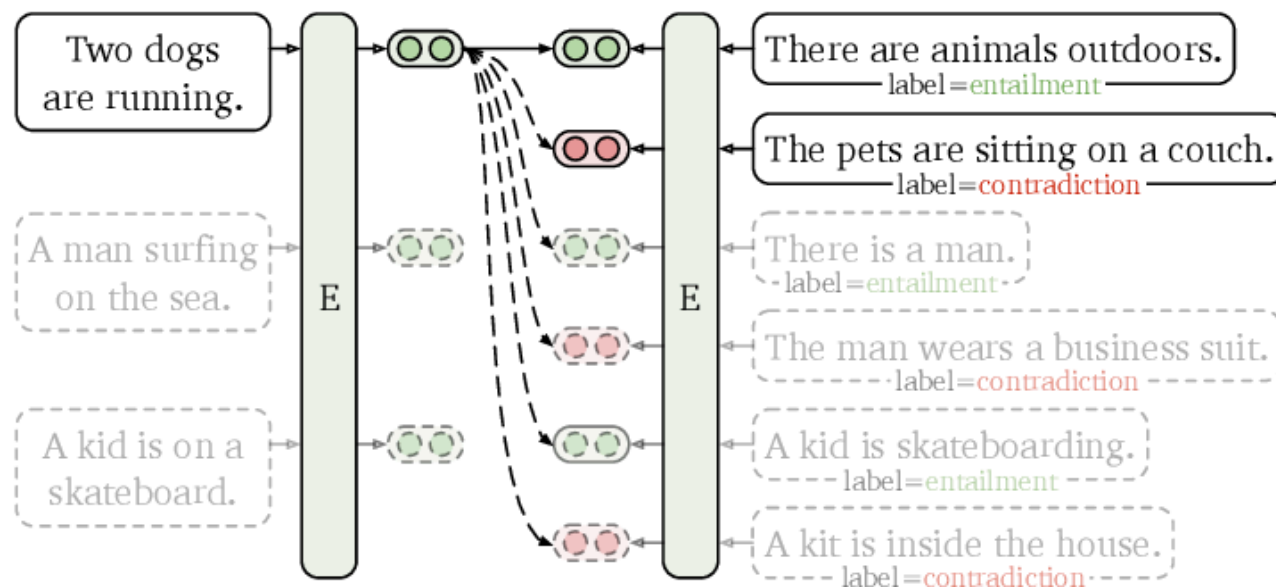 Two dogs
are running.
E
There are animals outdoors.
label=entailment
The pets are sitting on a couch.
label=contradiction
A man surfing
on the sea.
E
There is a man.
label=entailment
The man wears a business suit.
label=contradiction
A kid is on a
skateboard.
A kid is skateboarding.
label=entailment
A kit is inside the house.
label=contradiction